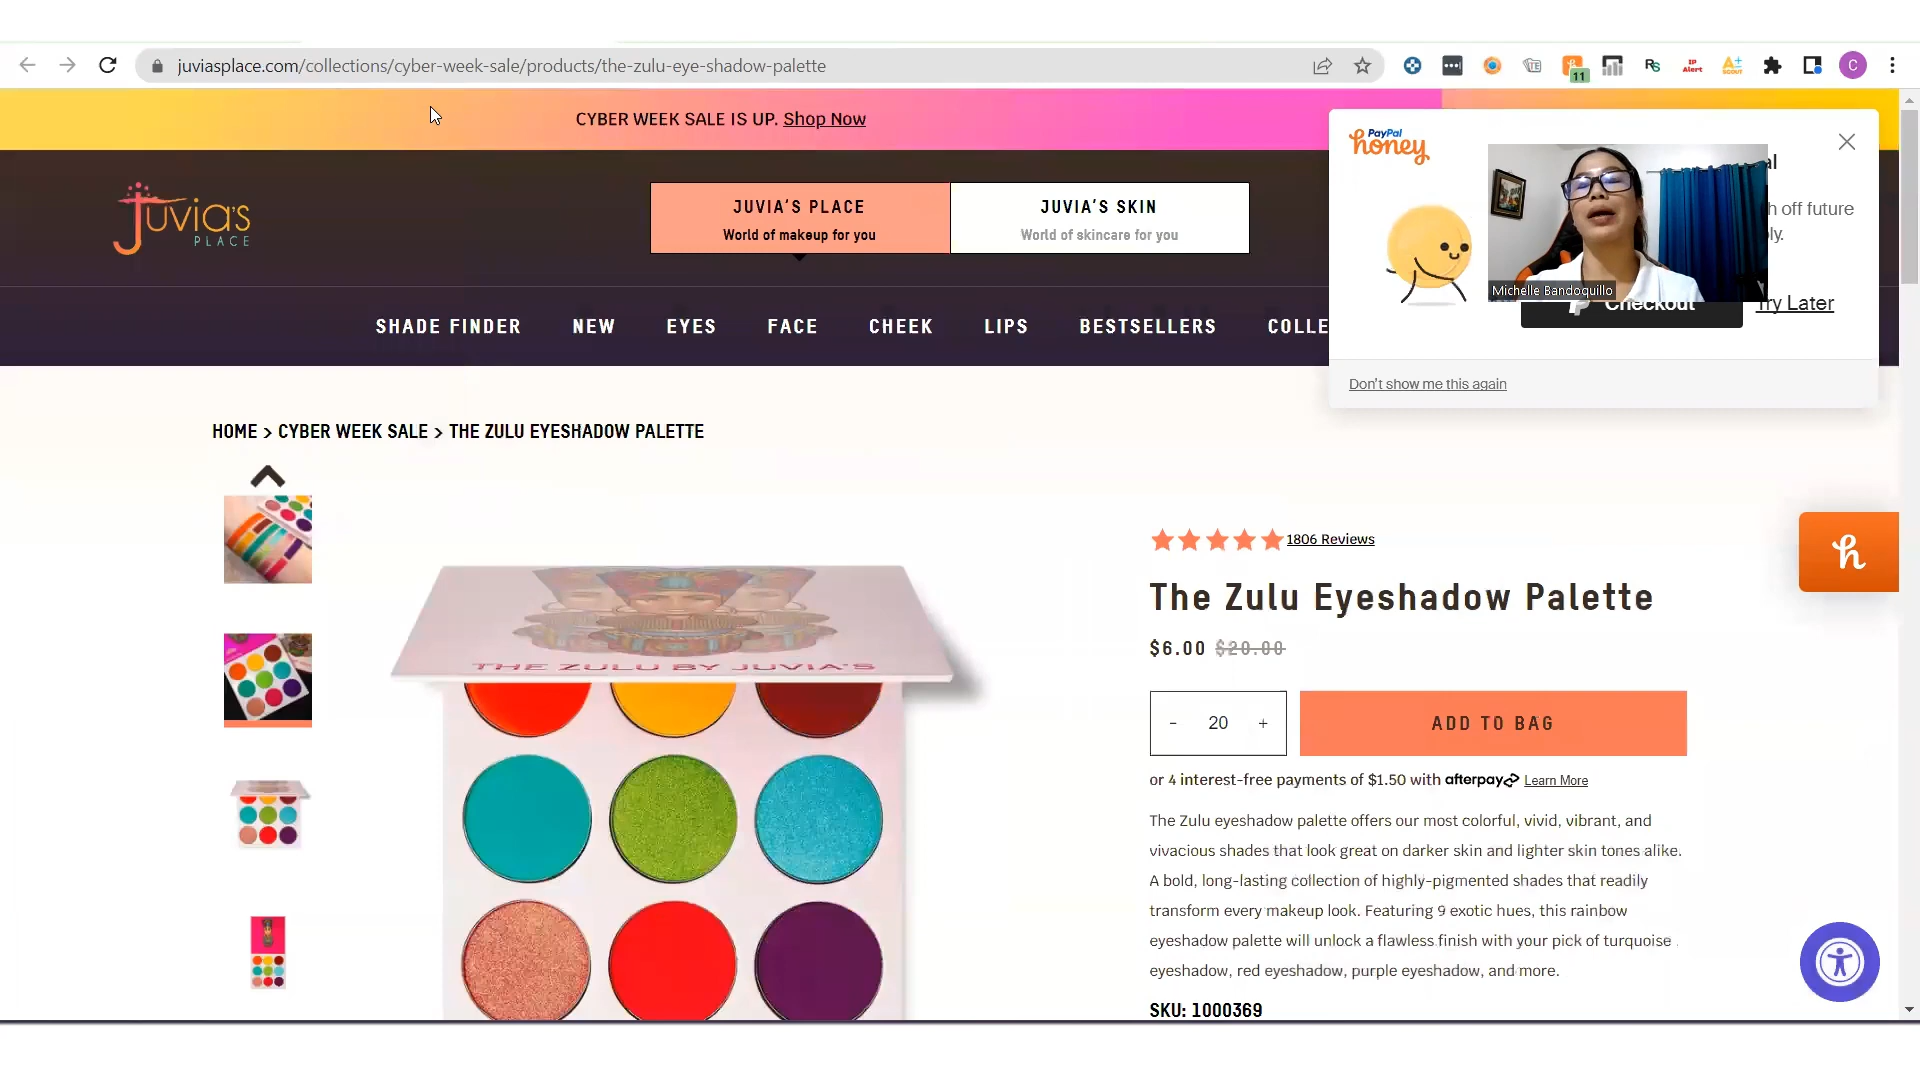 juviasplace.com/collections/cyber-week-sale/products/the-zulu-eye-shadow-palette
11
RS
IP
Alert
C
CYBER WEEK SALE IS UP. Shop Now
PayPal
honey
al
h off future
ly.
Michelle Bandoquillo
Checkout
Try Later
Don't show me this again
Juvia's
PLACE
JUVIA'S PLACE
World of makeup for you
JUVIA'S SKIN
World of skincare for you
SHADE FINDER NEW EYES FACE CHEEK LIPS BESTSELLERS COLLE
HOME > CYBER WEEK SALE > THE ZULU EYESHADOW PALETTE
THE ZULU BY JUVIA'S
1806 Reviews
h
The Zulu Eyeshadow Palette
$6.00 $20.00
- 20 +
ADD TO BAG
or 4 interest-free payments of $1.50 with afterpay Learn More
The Zulu eyeshadow palette offers our most colorful, vivid, vibrant, and
vivacious shades that look great on darker skin and lighter skin tones alike.
A bold, long-lasting collection of highly-pigmented shades that readily
transform every makeup look. Featuring 9 exotic hues, this rainbow
eyeshadow palette will unlock a flawless finish with your pick of turquoise
eyeshadow, red eyeshadow, purple eyeshadow, and more.
SKU: 1000369